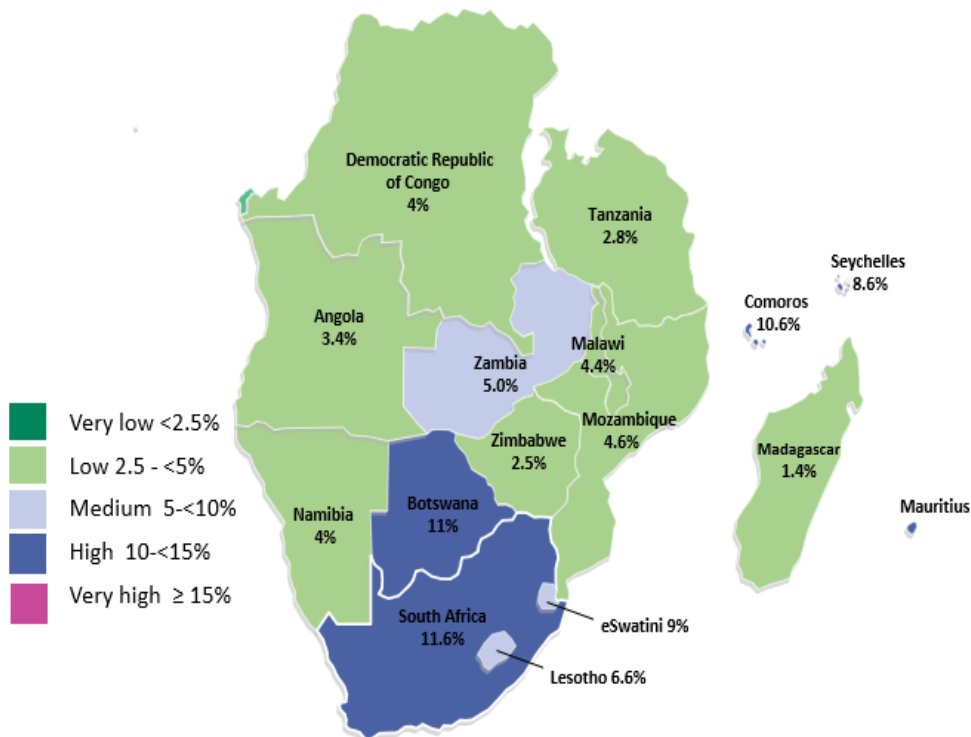 Democratic Republic
of Congo
4%
Tanzania
2.8%
Seychelles
8.6%
Comoros
10.6%
Angola
3.4%
Malawi
4.4%
Zambia
5.0%
Mozambique
4.6%
Zimbabwe
2.5%
Madagascar
1.4%
Mauritius
Botswana
11%
Namibia
4%
South Africa
11.6%
eSwatini 9%
Lesotho 6.6%
Very low <2.5%
Low 2.5 - <5%
Medium 5-<10%
High 10-<15%
Very high ≥ 15%